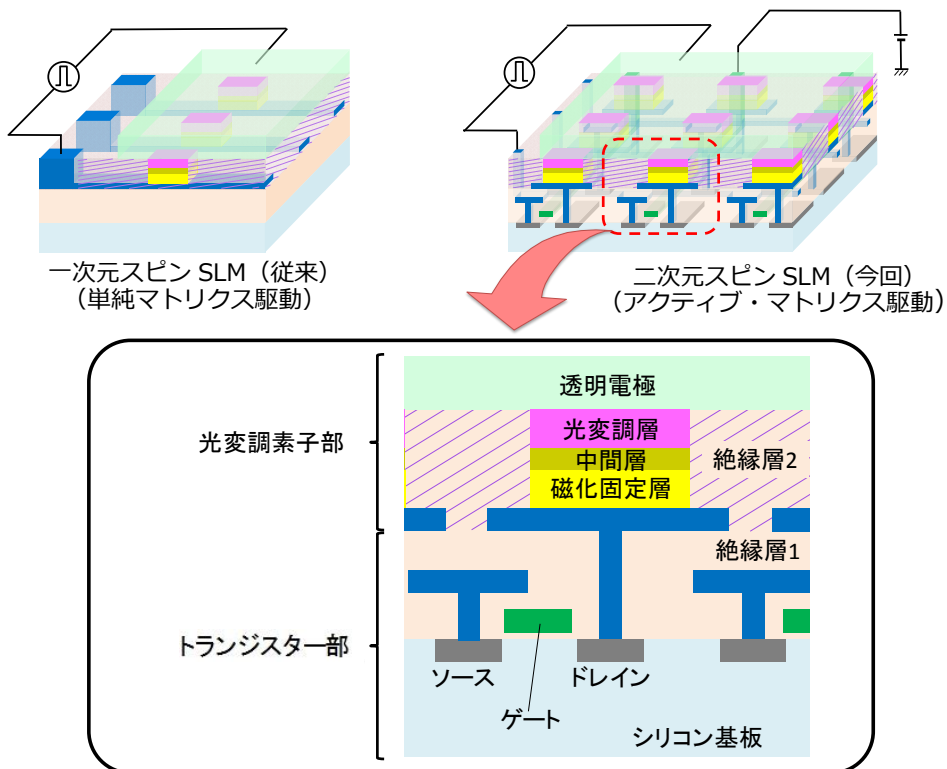 一次元スピン SLM（従来）
（単純マトリクス駆動）
二次元スピン SLM（今回）
（アクティブ・マトリクス駆動）
透明電極
光変調層
中間層
磁化固定層
絶縁層2
光変調素子部
絶縁層1
トランジスター部
ソース
ドレイン
ゲート
シリコン基板